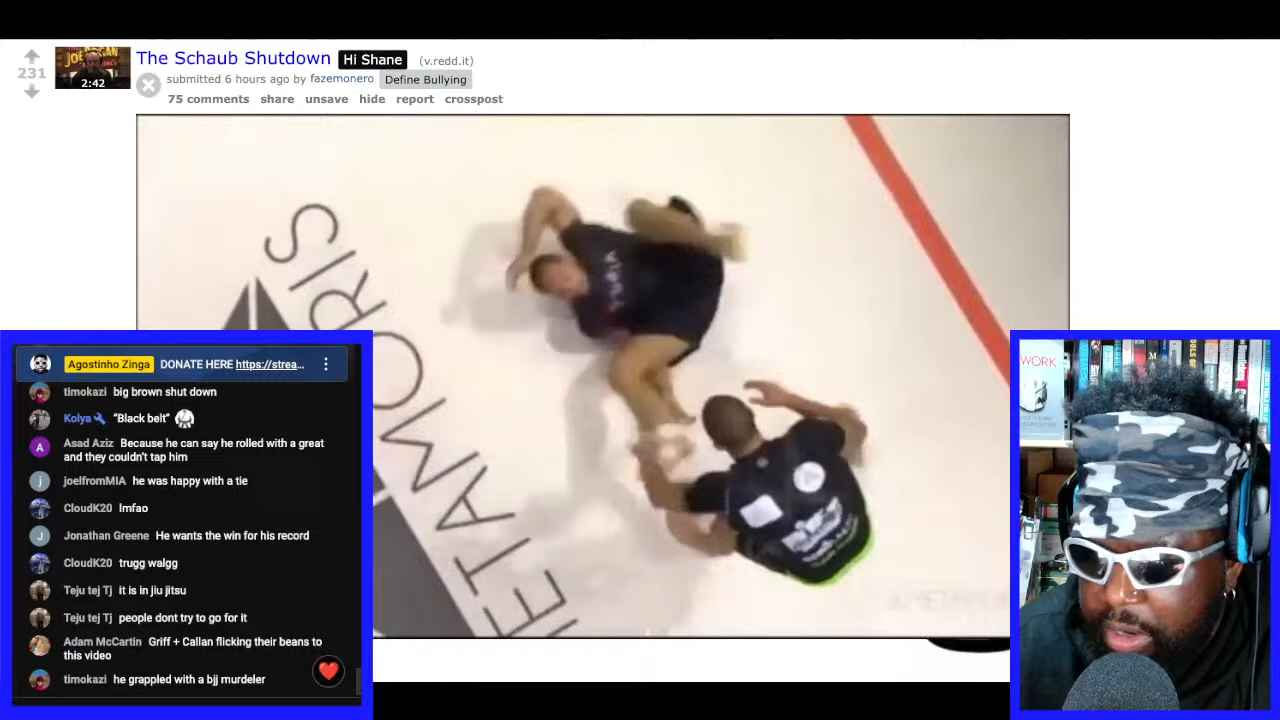 The Schaub Shutdown Hi Shane (v.redd.it)
231
2:42
submitted 6 hours ago by fazemonero Define Bullying
75 comments share unsave hide report crosspost
METAMORIS
Agostinho Zinga DONATE HERE https://strea...
timokazi big brown shut down
Kolya "Black belt"
Asad Aziz Because he can say he rolled with a great
and they couldn't tap him
joelfromMIA he was happy with a tie
CloudK20 lmfao
Jonathan Greene He wants the win for his record
CloudK20 trugg walgg
Teju tej Tj it is in jiu jitsu
Teju tej Tj people dont try to go for it
Adam McCartin Griff + Callan flicking their beans to
this video
timokazi he grappled with a bjj murdeler
WORK